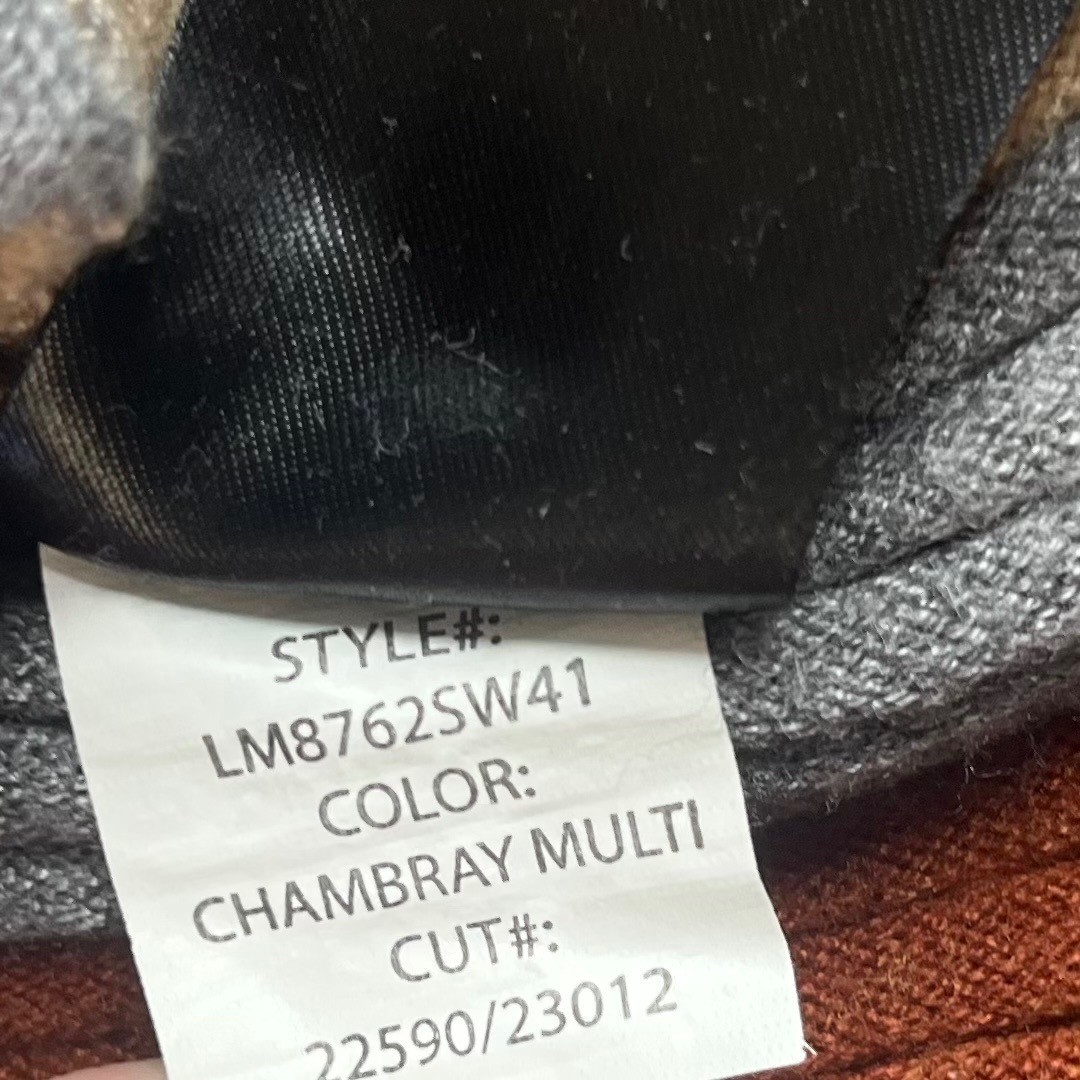 STYLE#:
LM8762SW41
COLOR:
CHAMBRAY MULTI
CUT#:
22590/23012